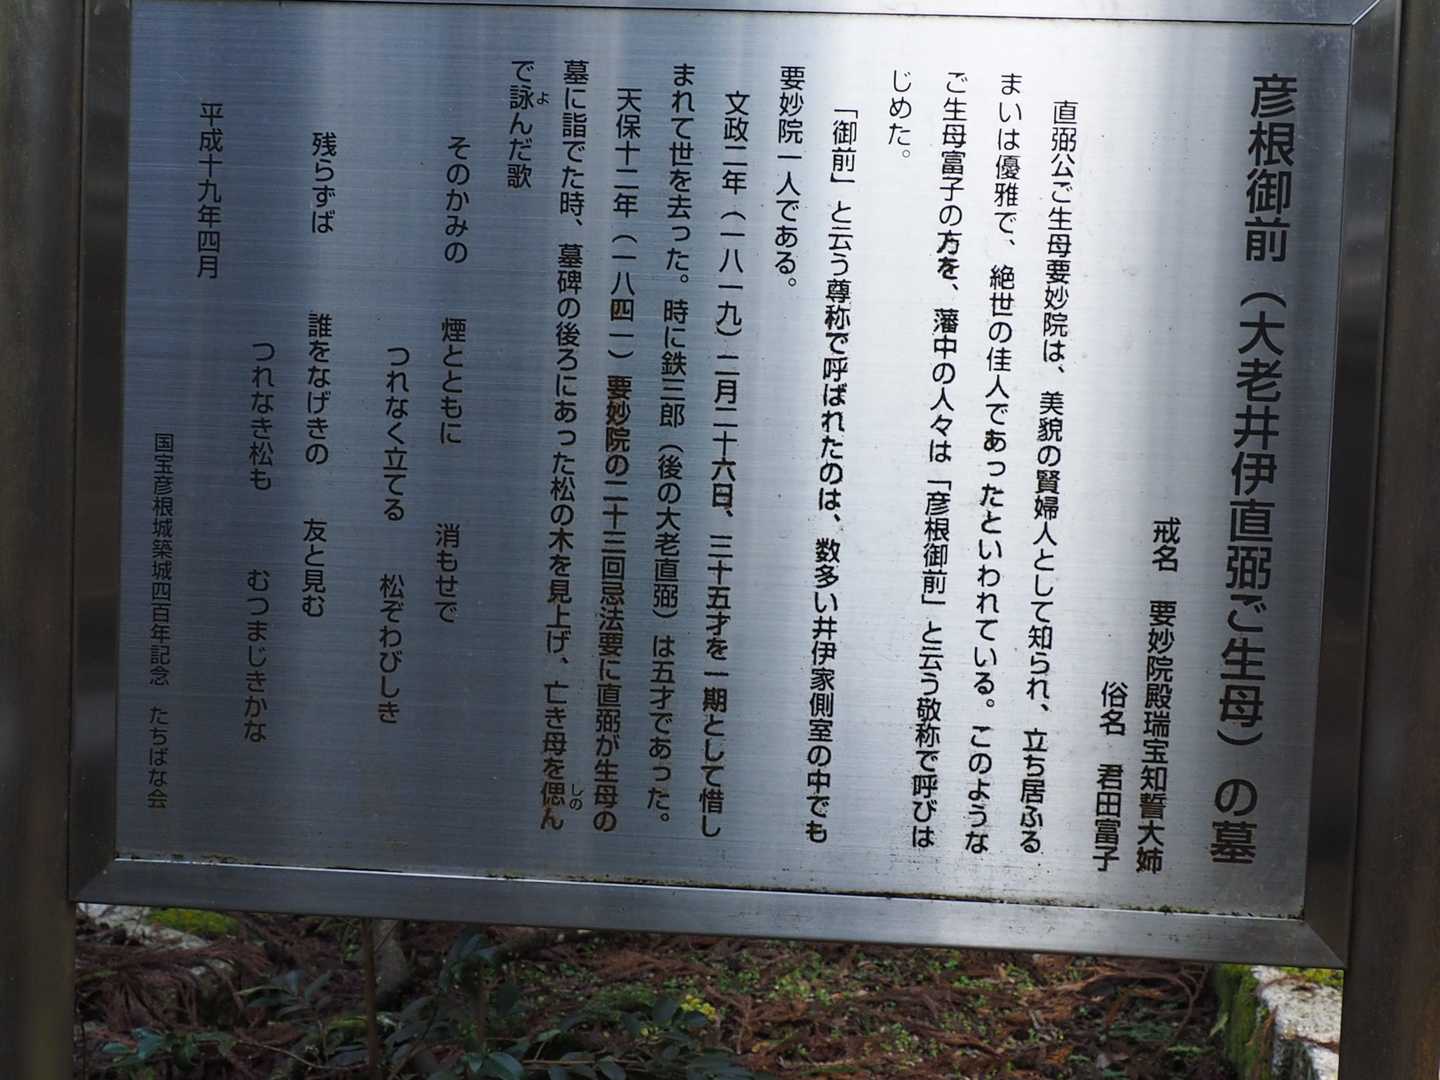 彦根御前（大老井伊直弼ご生母）の墓
戒名　要妙院殿瑞宝知誓大姉
俗名　君田富子
直弼公ご生母要妙院は、美貌の賢婦人として知られ、立ち居ふる
まいは優雅で、絶世の佳人であったといわれている。このような
ご生母富子の方を、藩中の人々は「彦根御前」と云う敬称で呼びは
じめた。
「御前」と云う尊称で呼ばれたのは、数多い井伊家側室の中でも
要妙院一人である。
文政二年（一八一九）二月二十六日、三十五才を一期として惜し
まれて世を去った。時に鉄三郎（後の大老直弼）は五才であった。
天保十二年（一八四一）要妙院の二十三回忌法要に直弼が生母の
墓に詣でた時、墓碑の後ろにあった松の木を見上げ、亡き母を偲（しの）ん
で詠（よ）んだ歌
そのかみの　煙とともに　消もせで
つれなく立てる　松ぞわびしき
残らずば　誰をなげきの　友と見む
つれなき松も　むつまじきかな
平成十九年四月
国宝彦根城築城四百年記念　たちばな会